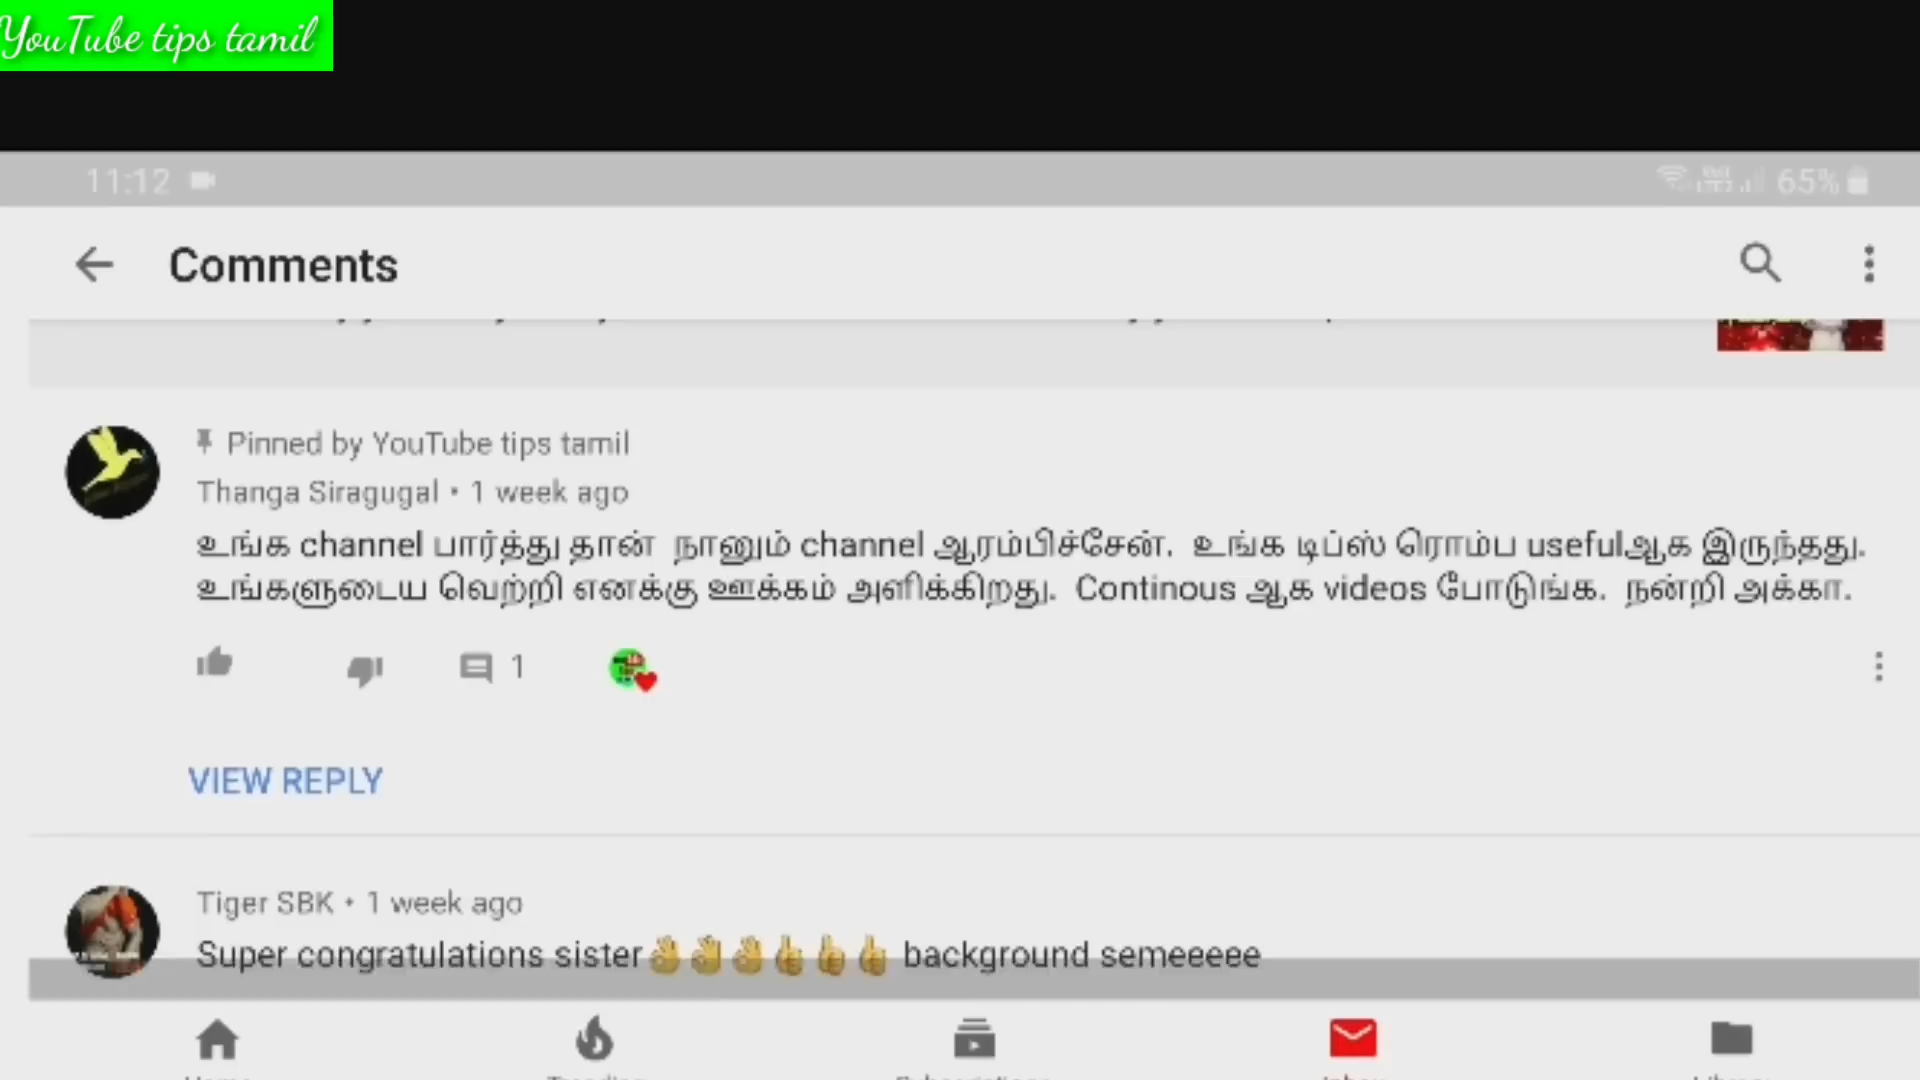 YouTube tips tamil
11:12
65%
Comments
Pinned by YouTube tips tamil
Thanga Siragugal • 1 week ago
உங்க channel பார்த்து தான் நானும் channel ஆரம்பிச்சேன். உங்க டிப்ஸ் ரொம்ப usefulஆக இருந்தது.
உங்களுடைய வெற்றி எனக்கு ஊக்கம் அளிக்கிறது. Continous ஆக videos போடுங்க. நன்றி அக்கா.
1
VIEW REPLY
Tiger SBK • 1 week ago
Super congratulations sister👌👌👌👍👍👍 background semeeeee